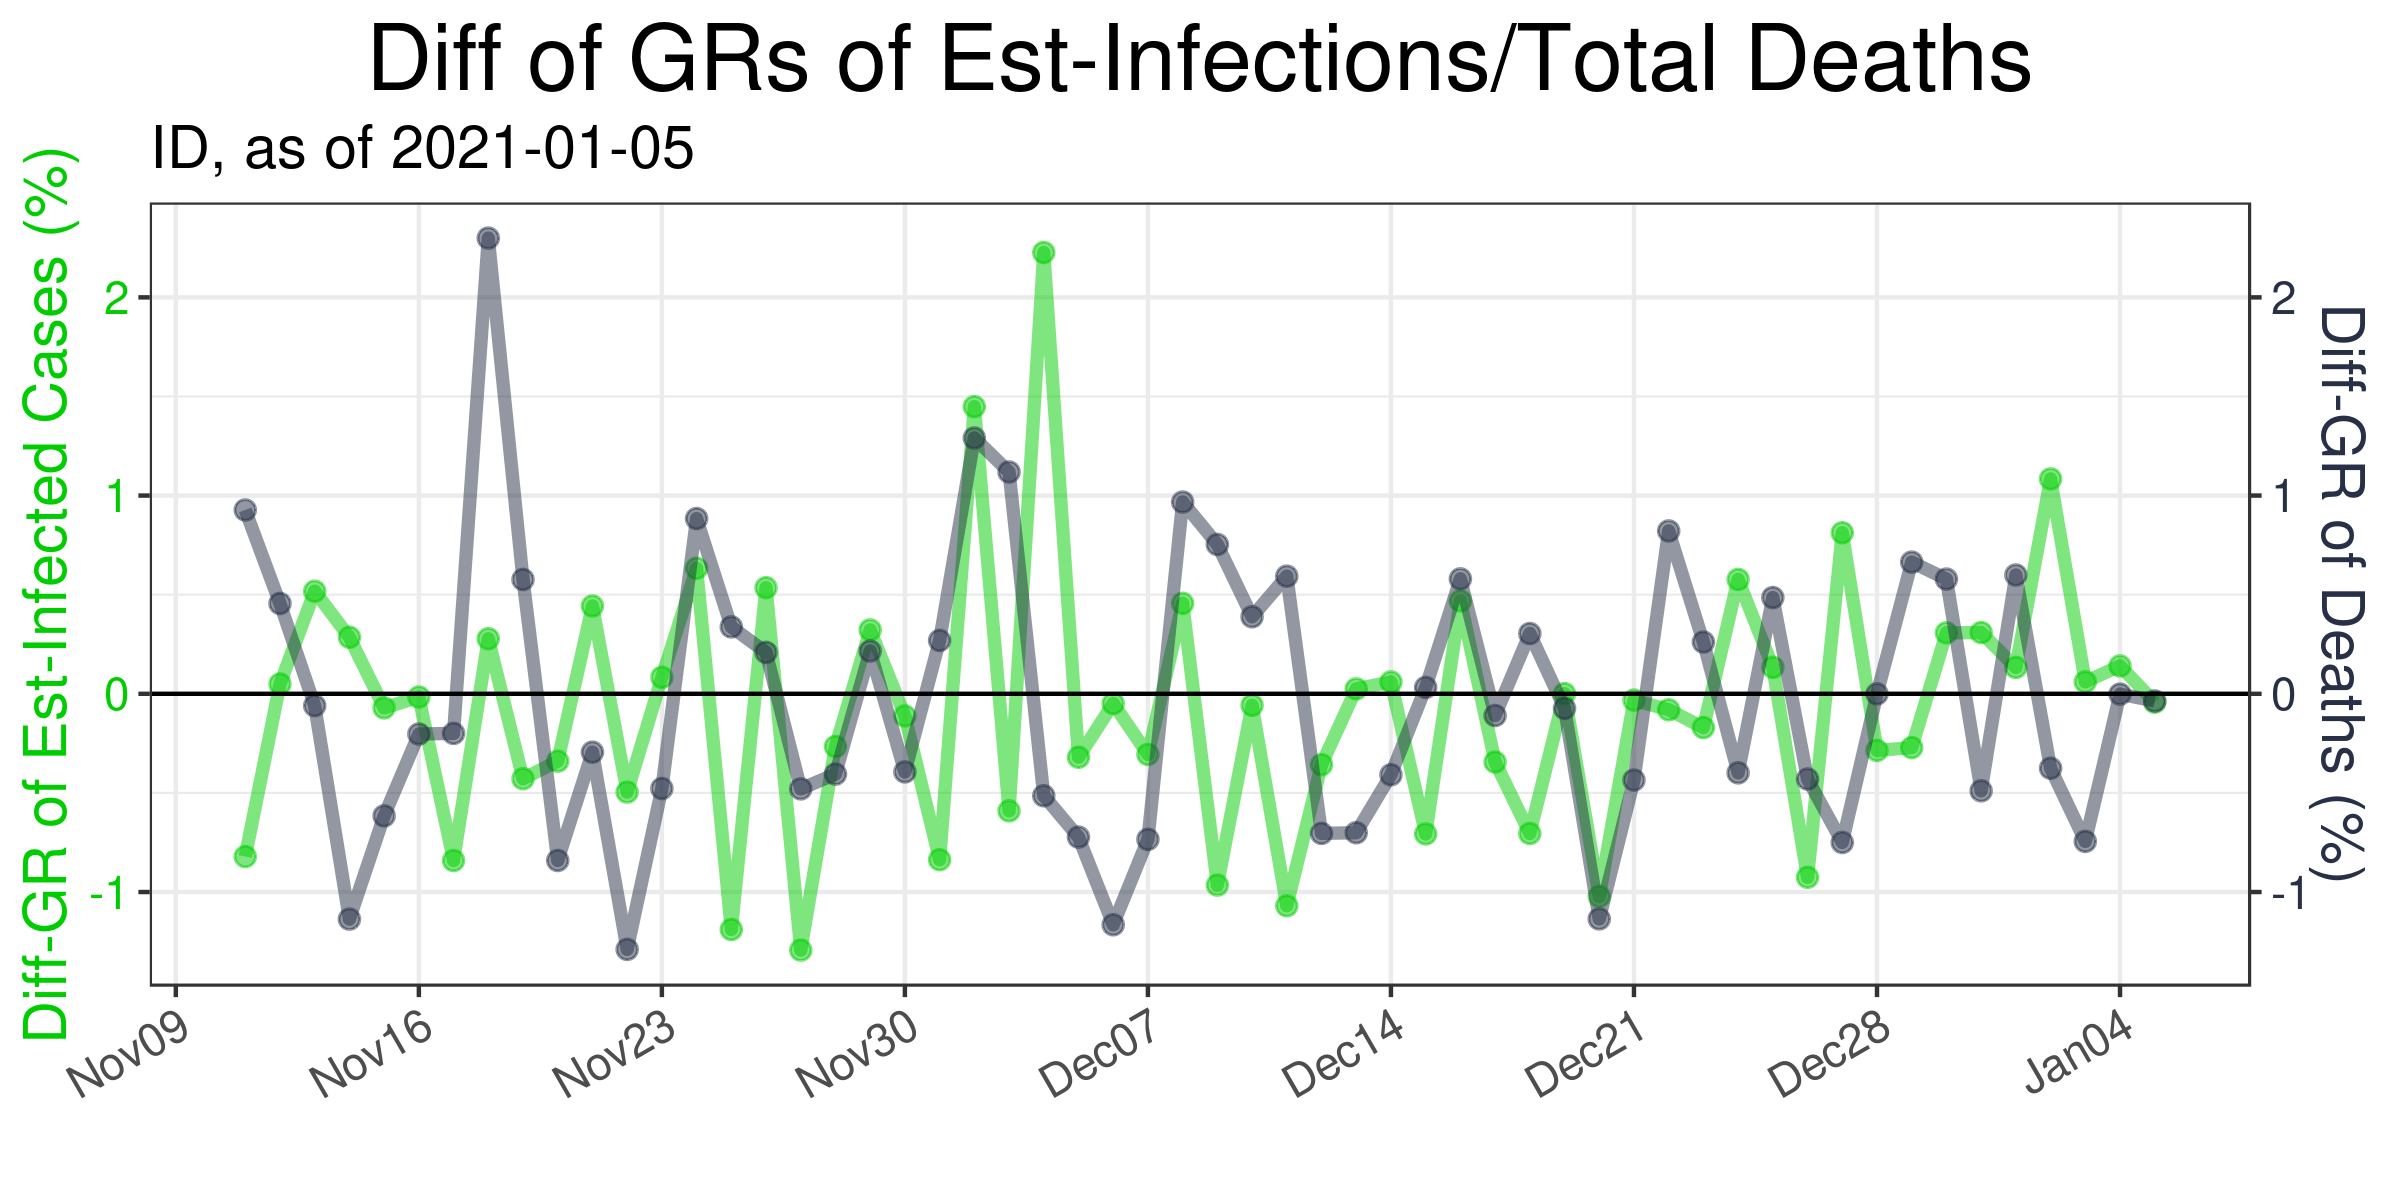 Diff of GRs of Est-Infections/Total Deaths
ID, as of 2021-01-05
Diff-GR of Est-Infected Cases (%)
2
1
0
-1
2
1
0
-1
Diff-GR of Deaths (%)
Nov09
Nov16
Nov23
Nov30
Dec07
Dec14
Dec21
Dec28
Jan04